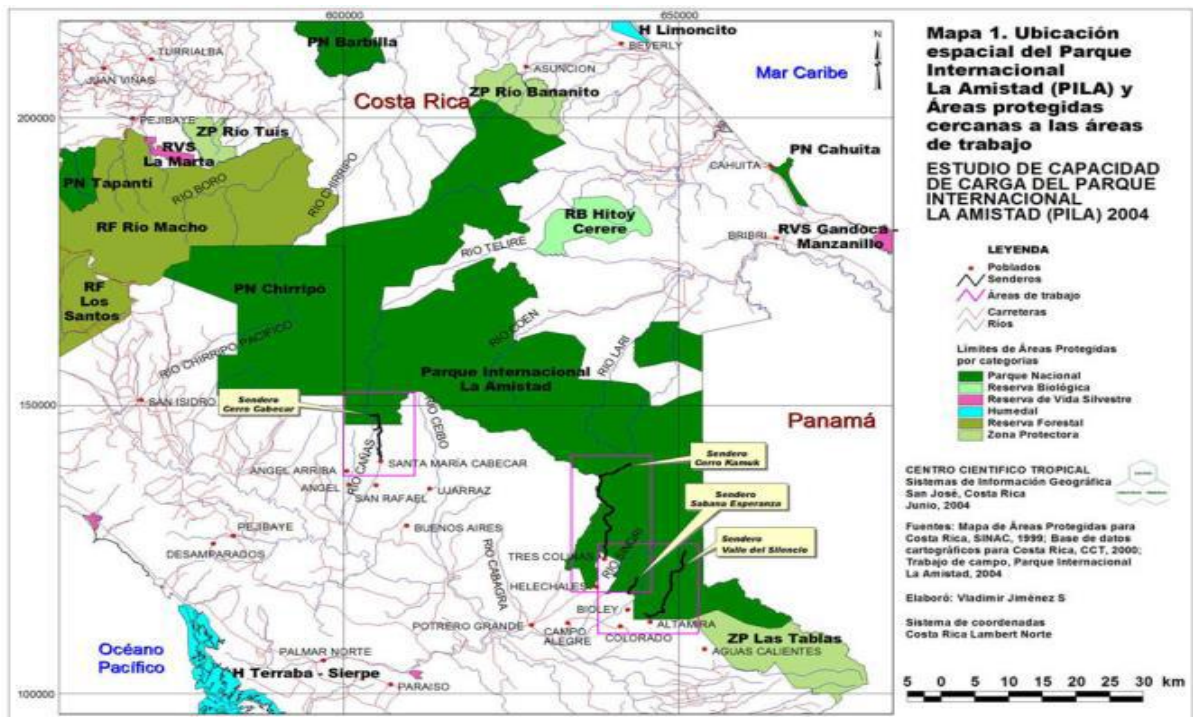 600000
650000
200000
150000
100000
PN Barbilla
H Limoncito
BEVERLY
TURRIALBA
JUAN VIÑAS
ASUNCION
Mar Caribe
N
Costa Rica
ZP Río Bananito
PEJIBAYE
ZP Río Tuis
RVS
La Marta
PN Tapantí
RIO BORO
RIO CHIRRIPO
CAHUITA
PN Cahuita
RF Río Macho
RB Hitoy
Cerere
BRIBRI
RVS Gandoca -
Manzanillo
RIO TELIRE
RF
Los
Santos
PN Chirripó
RIO CHIRRIPO PACIFICO
RIO COEN
RIO LARI
Parque Internacional
La Amistad
SAN ISIDRO
Sendero
Cerro Cabecar
RIO CEIBO
Panamá
RIO CAÑAS
ANGEL ARRIBA
SANTA MARÍA CABECAR
ANGEL
SAN RAFAEL
UJARRAZ
Sendero
Cerro Kamuk
Sendero
Sabana Esperanza
Sendero
Valle del Silencio
PEJIBAYE
BUENOS AIRES
DESAMPARADOS
RIO CABAGRA
TRES COLINAS
HELECHALES
BIOLEY
POTRERO GRANDE
CAMPO
ALEGRE
COLORADO
ALTAMIRA
ZP Las Tablas
AGUAS CALIENTES
Océano
Pacífico
PALMAR NORTE
H Terraba - Sierpe
PARAISO
Mapa 1. Ubicación
espacial del Parque
Internacional
La Amistad (PILA) y
Áreas protegidas
cercanas a las áreas
de trabajo
ESTUDIO DE CAPACIDAD
DE CARGA DEL PARQUE
INTERNACIONAL
LA AMISTAD (PILA) 2004
LEYENDA
Poblados
Senderos
Áreas de trabajo
Carreteras
Ríos
Límites de Áreas Protegidas
por categorías
Parque Nacional
Reserva Biológica
Reserva de Vida Silvestre
Humedal
Reserva Forestal
Zona Protectora
CENTRO CIENTIFICO TROPICAL
Sistemas de Información Geográfica
San José, Costa Rica
Junio, 2004
Fuentes: Mapa de Áreas Protegidas para
Costa Rica, SINAC, 1999; Base de datos
cartográficos para Costa Rica, CCT, 2000;
Trabajo de campo, Parque Internacional
La Amistad, 2004
Elaboró: Vladimir Jiménez S
Sistema de coordenadas
Costa Rica Lambert Norte
5 0 5 10 15 20 25 30 km